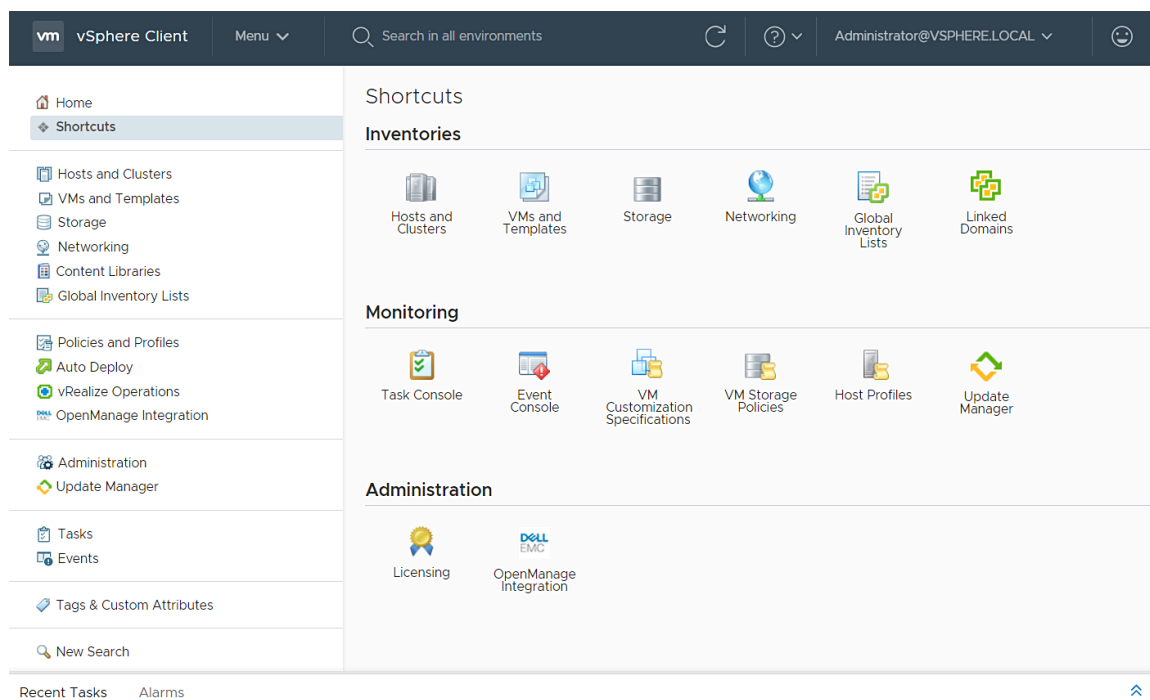 vm vSphere Client Menu Search in all environments Administrator@VSPHERE.LOCAL
Home
Shortcuts
Hosts and Clusters
VMs and Templates
Storage
Networking
Content Libraries
Global Inventory Lists
Policies and Profiles
Auto Deploy
vRealize Operations
DELL EMC OpenManage Integration
Administration
Update Manager
Tasks
Events
Tags & Custom Attributes
New Search
Shortcuts
Inventories
Hosts and
Clusters
VMs and
Templates
Storage
Networking
Global
Inventory
Lists
Linked
Domains
Monitoring
Task Console
Event
Console
VM
Customization
Specifications
VM Storage
Policies
Host Profiles
Update
Manager
Administration
Licensing
DELL
EMC
OpenManage
Integration
Recent Tasks Alarms